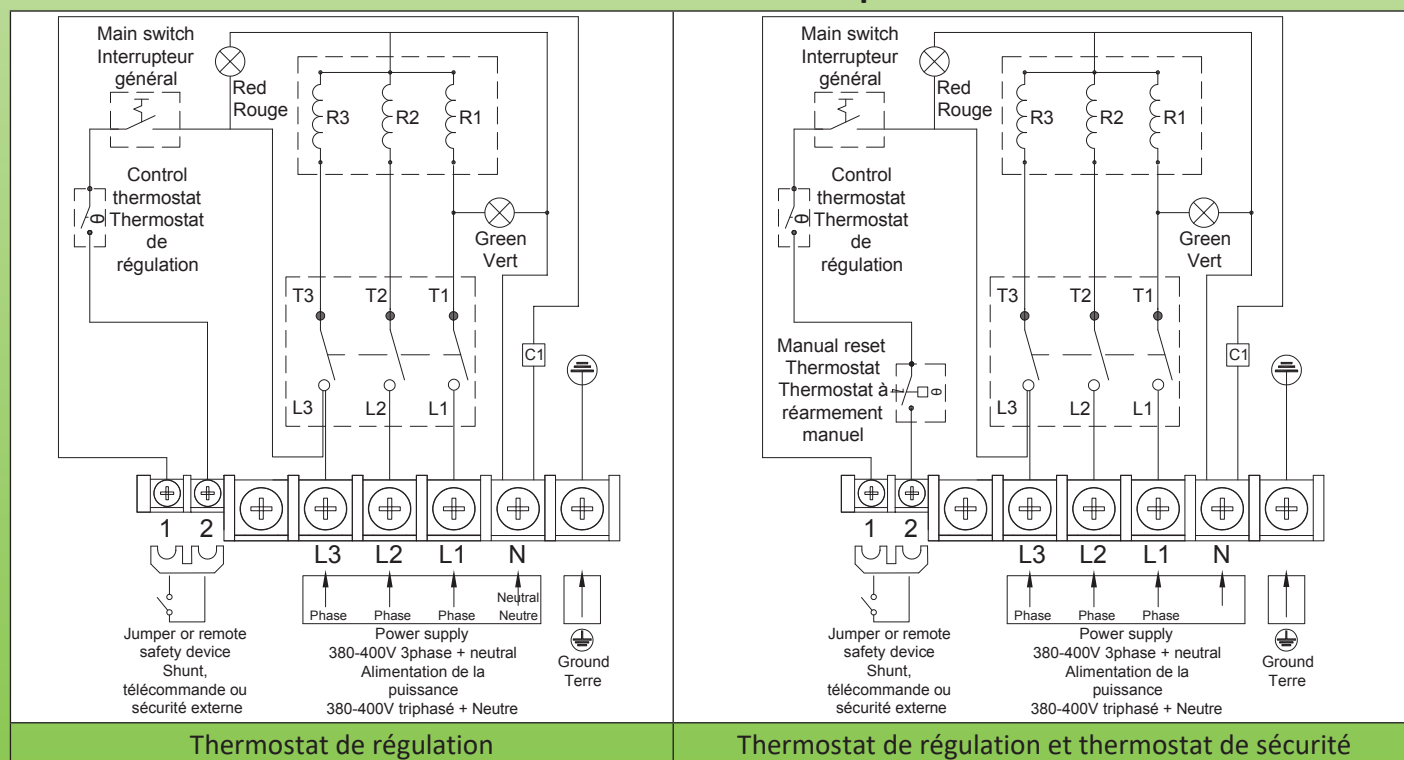 Main switch
Interrupteur
général
Red
Rouge
R3
R2
R1
Control
thermostat
Thermostat
de
régulation
θ
Green
Vert
T3
T2
T1
C1
L3
L2
L1
1
2
L3
L2
L1
N
Phase
Phase
Phase
Neutral
Neutre
Jumper or remote
safety device
Shunt,
télécommande ou
sécurité externe
Power supply
380-400V 3phase + neutral
Alimentation de la
puissance
380-400V triphasé + Neutre
Ground
Terre
Thermostat de régulation
Main switch
Interrupteur
général
Red
Rouge
R3
R2
R1
Control
thermostat
Thermostat
de
régulation
θ
Green
Vert
T3
T2
T1
Manual reset
Thermostat
Thermostat à
réarmement
manuel
θ
C1
L3
L2
L1
1
2
L3
L2
L1
N
Phase
Phase
Phase
Jumper or remote
safety device
Shunt,
télécommande ou
sécurité externe
Power supply
380-400V 3phase + neutral
Alimentation de la
puissance
380-400V triphasé + Neutre
Ground
Terre
Thermostat de régulation et thermostat de sécurité